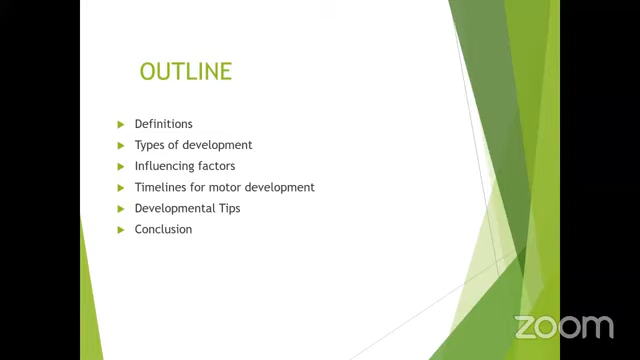 OUTLINE
Definitions
Types of development
Influencing factors
Timelines for motor development
Developmental Tips
Conclusion
zoom